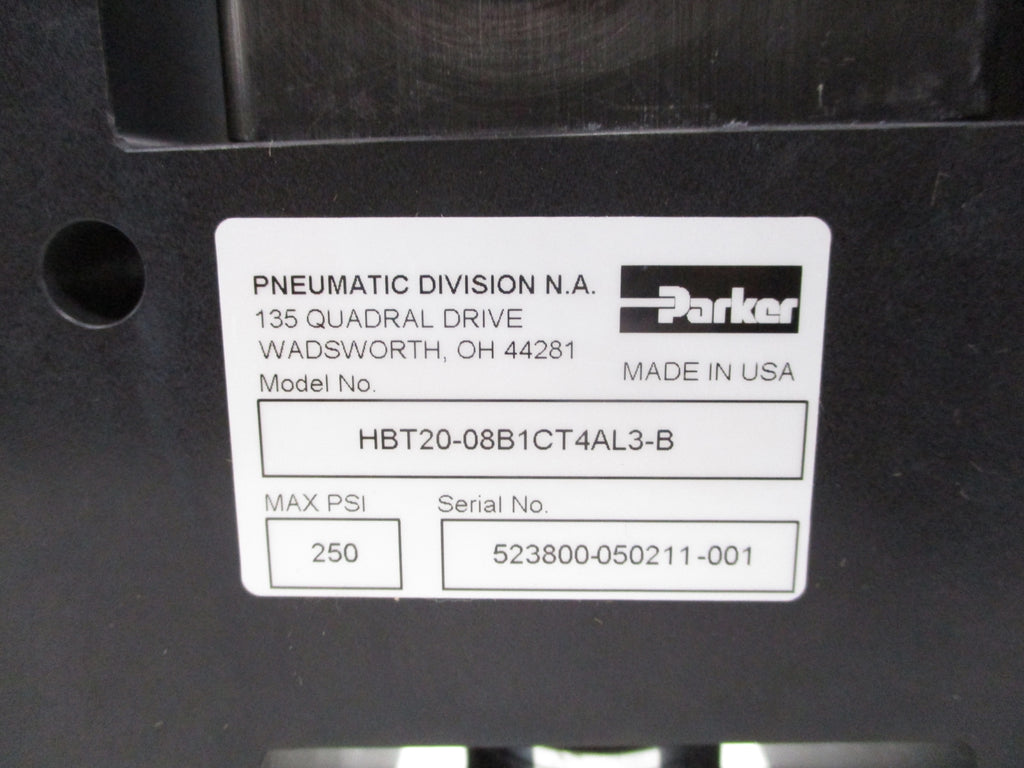 PNEUMATIC DIVISION N.A.
135 QUADRAL DRIVE
WADSWORTH, OH 44281
Parker
MADE IN USA
Model No.
HBT20-08B1CT4AL3-B
MAX PSI
250
Serial No.
523800-050211-001